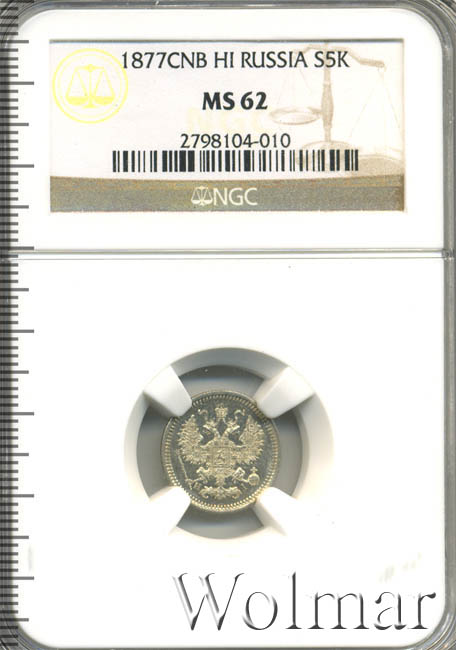 1877CNB HI RUSSIA S5K
MS 62
2798104-010
NGC
Wolmar